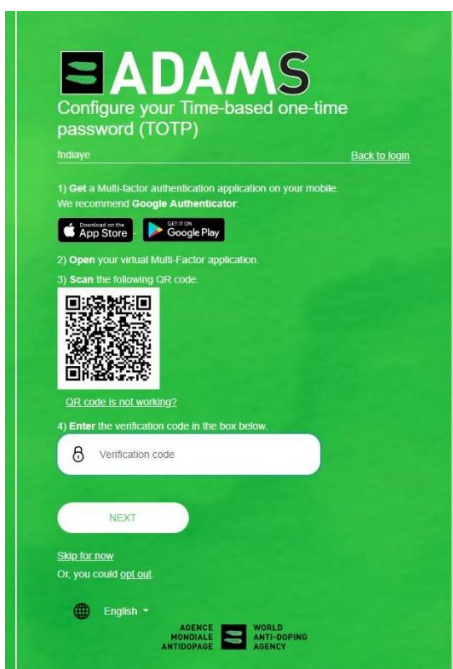 ADAMS
Configure your Time-based one-time
password (TOTP)
fndiaye
Back to login
1) Get a Multi-factor authentication application on your mobile.
We recommend Google Authenticator:
Download on the
App Store
GET IT ON
Google Play
2) Open your virtual Multi-Factor application.
3) Scan the following QR code.
QR code is not working?
4) Enter the verification code in the box below.
Verification code
NEXT
Skip for now
Or, you could opt out.
English
AGENCE
MONDIALE
ANTIDOPAGE
WORLD
ANTI-DOPING
AGENCY